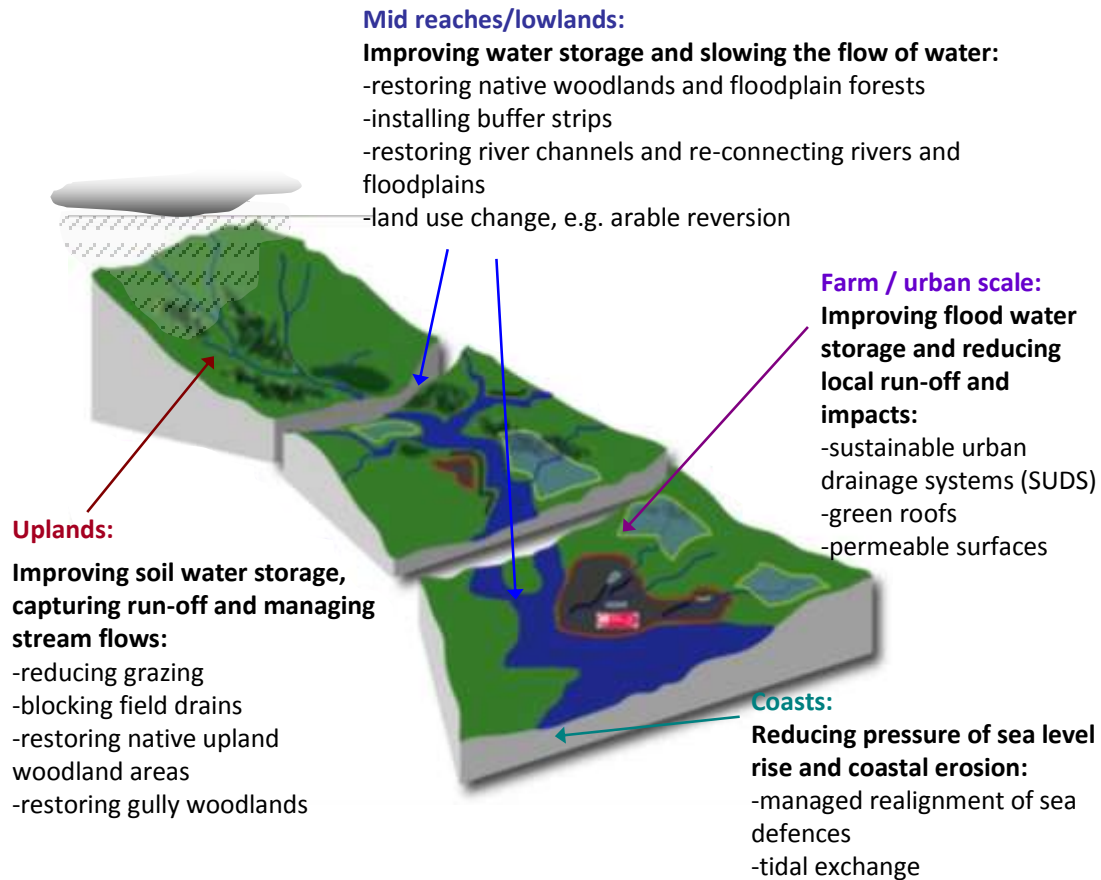 Mid reaches/lowlands:
Improving water storage and slowing the flow of water:
-restoring native woodlands and floodplain forests
-installing buffer strips
-restoring river channels and re-connecting rivers and
floodplains
-land use change, e.g. arable reversion
Farm / urban scale:
Improving flood water
storage and reducing
local run-off and
impacts:
-sustainable urban
drainage systems (SUDS)
-green roofs
-permeable surfaces
Uplands:
Improving soil water storage,
capturing run-off and managing
stream flows:
-reducing grazing
-blocking field drains
-restoring native upland
woodland areas
-restoring gully woodlands
Coasts:
Reducing pressure of sea level
rise and coastal erosion:
-managed realignment of sea
defences
-tidal exchange